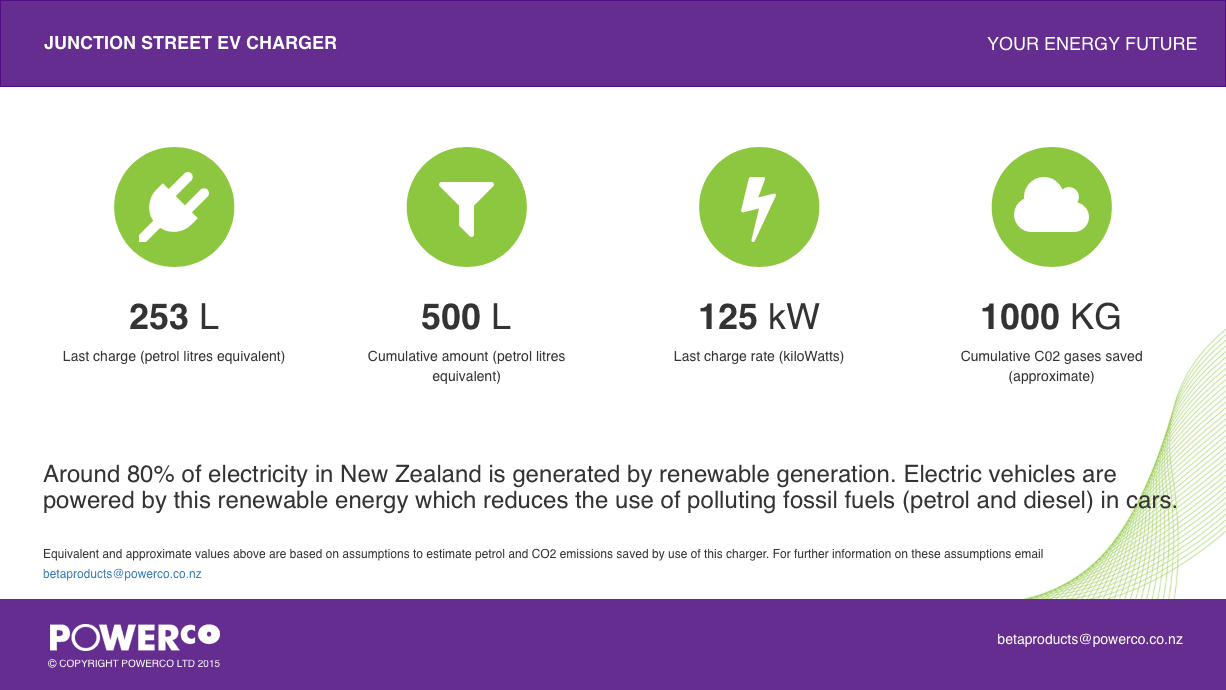 JUNCTION STREET EV CHARGER
YOUR ENERGY FUTURE
253 L
Last charge (petrol litres equivalent)
500 L
Cumulative amount (petrol litres
equivalent)
125 kW
Last charge rate (kiloWatts)
1000 KG
Cumulative C02 gases saved
(approximate)
Around 80% of electricity in New Zealand is generated by renewable generation. Electric vehicles are
powered by this renewable energy which reduces the use of polluting fossil fuels (petrol and diesel) in cars.
Equivalent and approximate values above are based on assumptions to estimate petrol and CO2 emissions saved by use of this charger. For further information on these assumptions email
betaproducts@powerco.co.nz
POWERCO
© COPYRIGHT POWERCO LTD 2015
betaproducts@powerco.co.nz